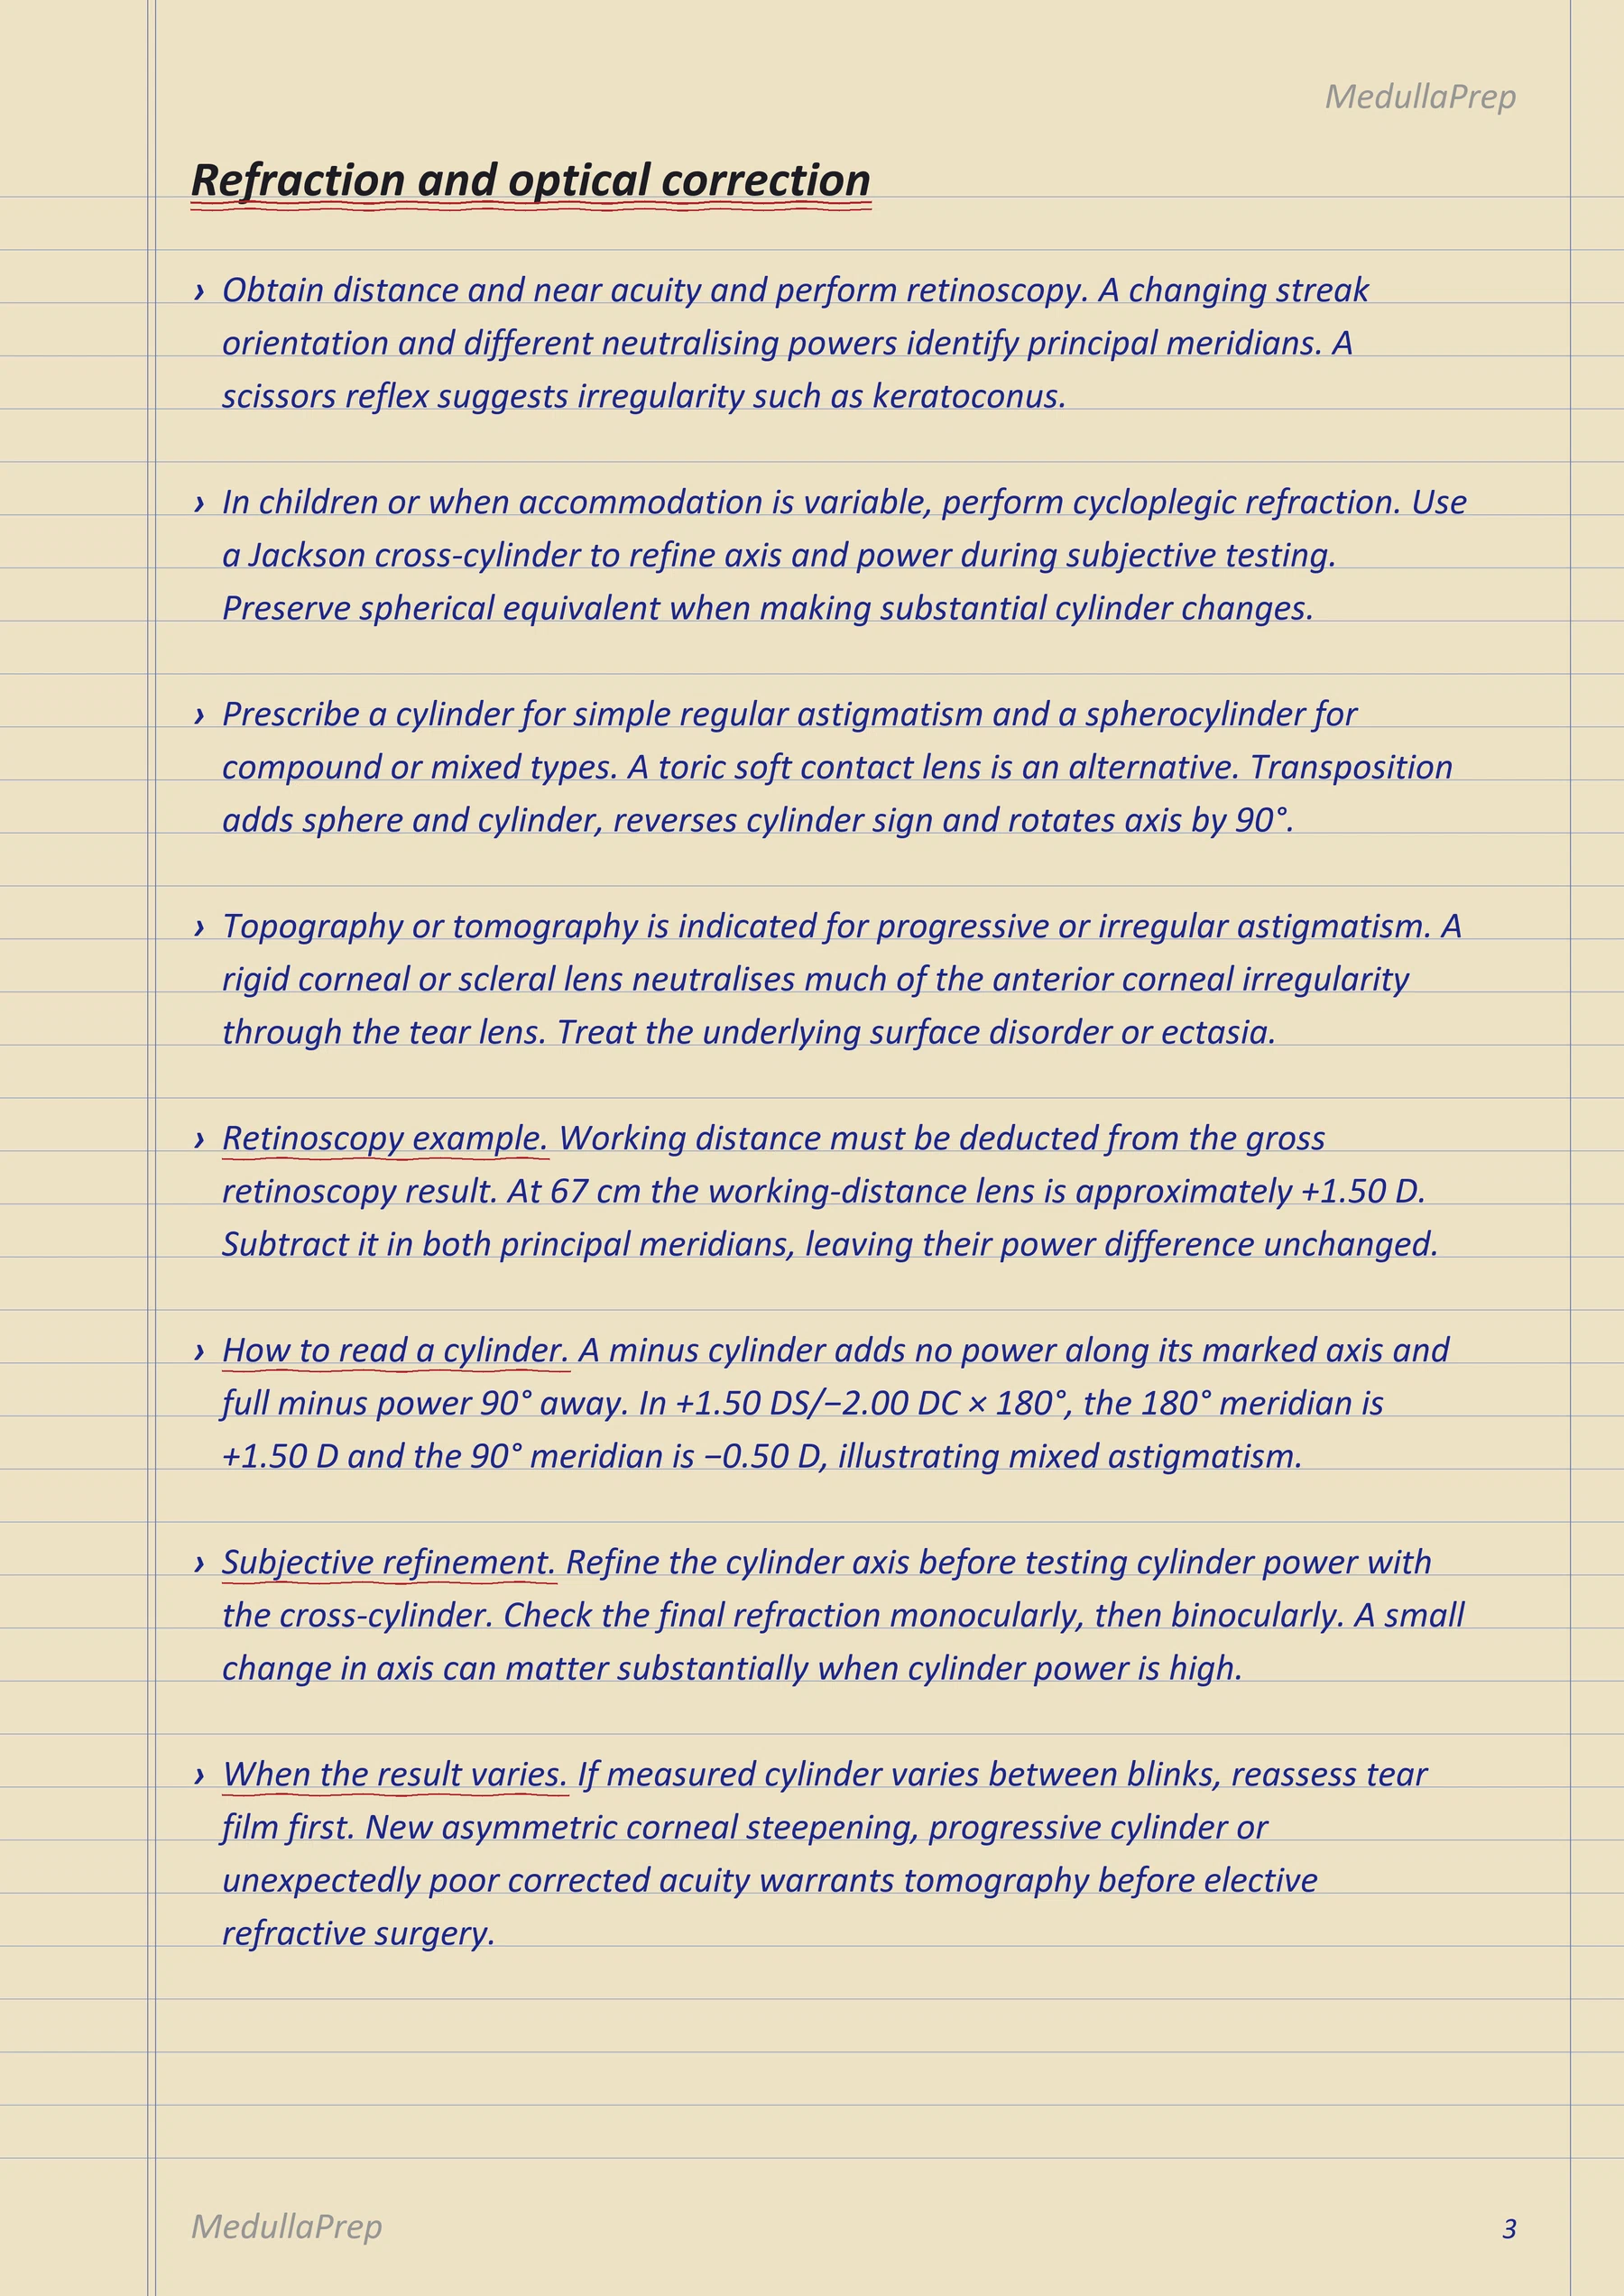 MedullaPrep
Refraction and optical correction
› Obtain distance and near acuity and perform retinoscopy. A changing streak
orientation and different neutralising powers identify principal meridians. A
scissors reflex suggests irregularity such as keratoconus.
› In children or when accommodation is variable, perform cycloplegic refraction. Use
a Jackson cross-cylinder to refine axis and power during subjective testing.
Preserve spherical equivalent when making substantial cylinder changes.
› Prescribe a cylinder for simple regular astigmatism and a spherocylinder for
compound or mixed types. A toric soft contact lens is an alternative. Transposition
adds sphere and cylinder, reverses cylinder sign and rotates axis by 90°.
› Topography or tomography is indicated for progressive or irregular astigmatism. A
rigid corneal or scleral lens neutralises much of the anterior corneal irregularity
through the tear lens. Treat the underlying surface disorder or ectasia.
› Retinoscopy example. Working distance must be deducted from the gross
retinoscopy result. At 67 cm the working-distance lens is approximately +1.50 D.
Subtract it in both principal meridians, leaving their power difference unchanged.
› How to read a cylinder. A minus cylinder adds no power along its marked axis and
full minus power 90° away. In +1.50 DS/−2.00 DC × 180°, the 180° meridian is
+1.50 D and the 90° meridian is −0.50 D, illustrating mixed astigmatism.
› Subjective refinement. Refine the cylinder axis before testing cylinder power with
the cross-cylinder. Check the final refraction monocularly, then binocularly. A small
change in axis can matter substantially when cylinder power is high.
› When the result varies. If measured cylinder varies between blinks, reassess tear
film first. New asymmetric corneal steepening, progressive cylinder or
unexpectedly poor corrected acuity warrants tomography before elective
refractive surgery.
MedullaPrep
3